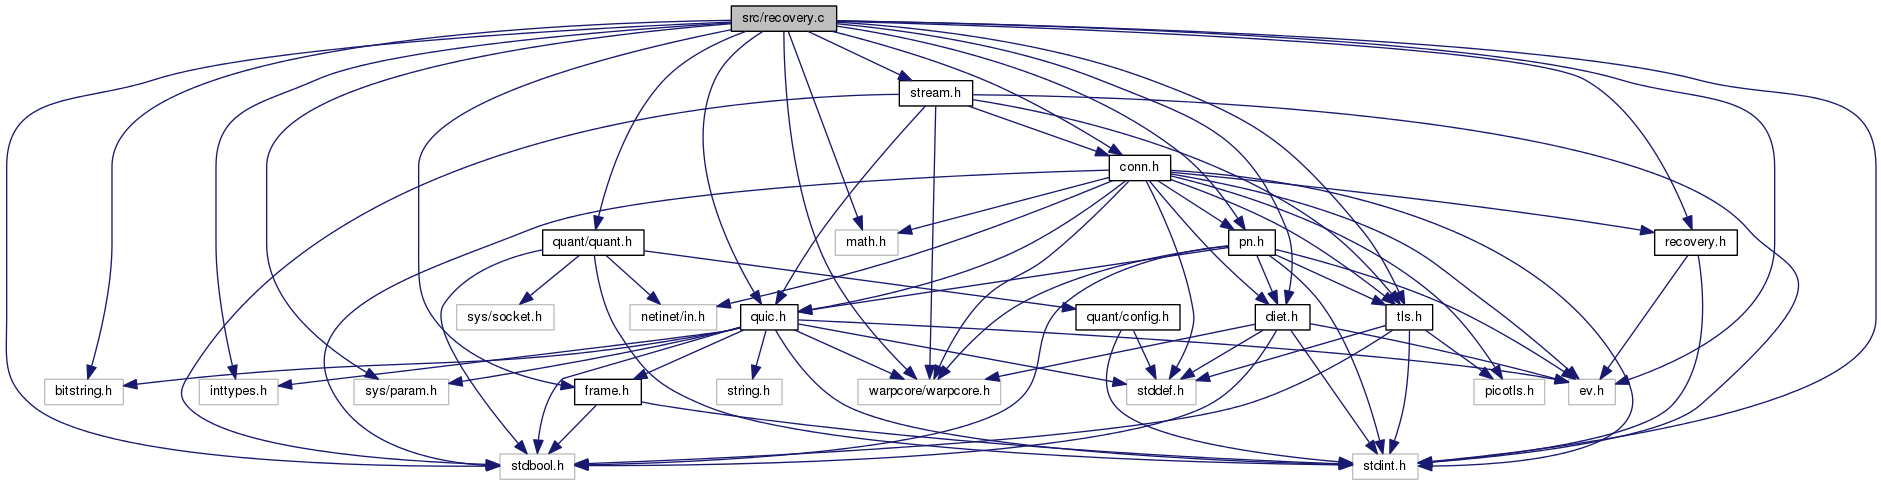 src/recovery.c
stream.h
conn.h
quant/quant.h
math.h
pn.h
recovery.h
sys/socket.h
netinet/in.h
quic.h
quant/config.h
diet.h
tls.h
bitstring.h
inttypes.h
sys/param.h
frame.h
string.h
warpcore/warpcore.h
stddef.h
picotls.h
ev.h
stdbool.h
stdint.h